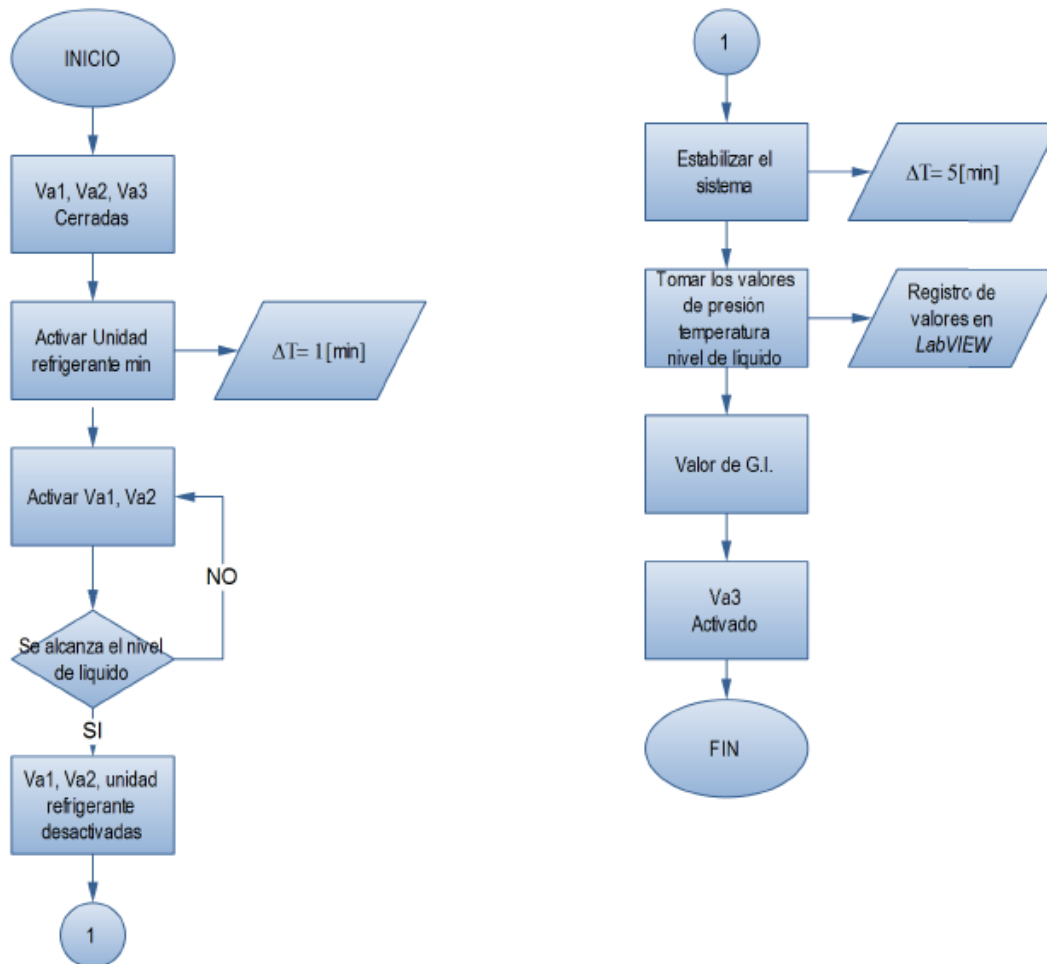 INICIO
Va1, Va2, Va3
Cerradas
Activar Unidad
refrigerante min
ΔT= 1[min]
Activar Va1, Va2
NO
Se alcanza el nivel
de líquido
SI
Va1, Va2, unidad
refrigerante
desactivadas
1
1
Estabilizar el
sistema
ΔT= 5[min]
Tomar los valores
de presión
temperatura
nivel de líquido
Registro de
valores en
LabVIEW
Valor de G.I.
Va3
Activado
FIN